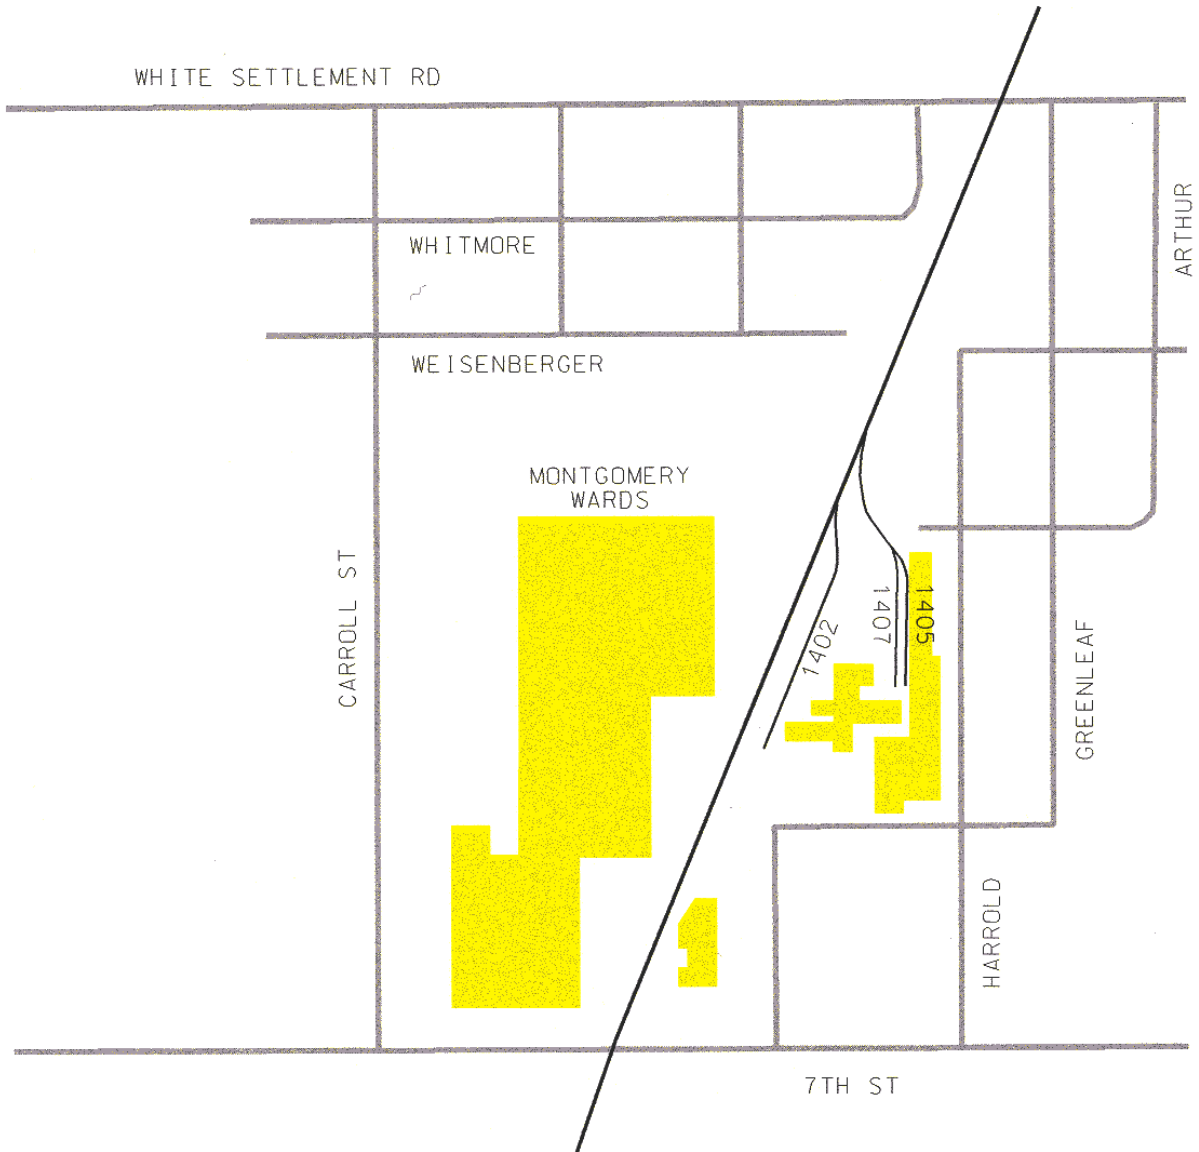 WHITE SETTLEMENT RD
ARTHUR
WHITMORE
WEISENBERGER
MONTGOMERY
WARDS
CARROLL ST
1402
1407
1405
GREENLEAF
HARROLD
7TH ST